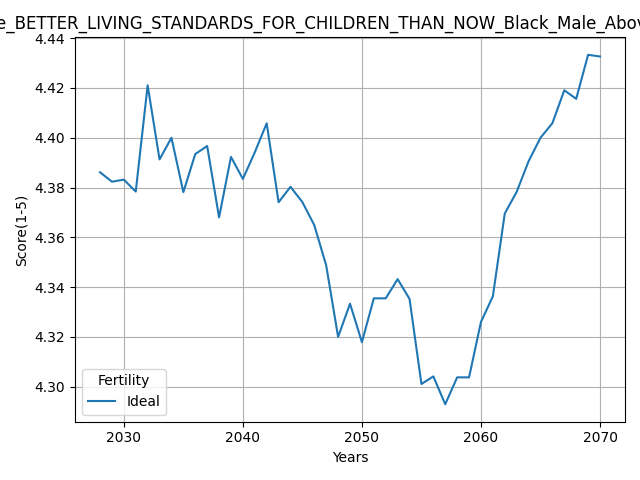 e_BETTER_LIVING_STANDARDS_FOR_CHILDREN_THAN_NOW_Black_Male_Abov
4.44
4.42
4.40
4.38
4.36
4.34
4.32
4.30
Score(1-5)
Fertility
Ideal
2030 2040 2050 2060 2070
Years